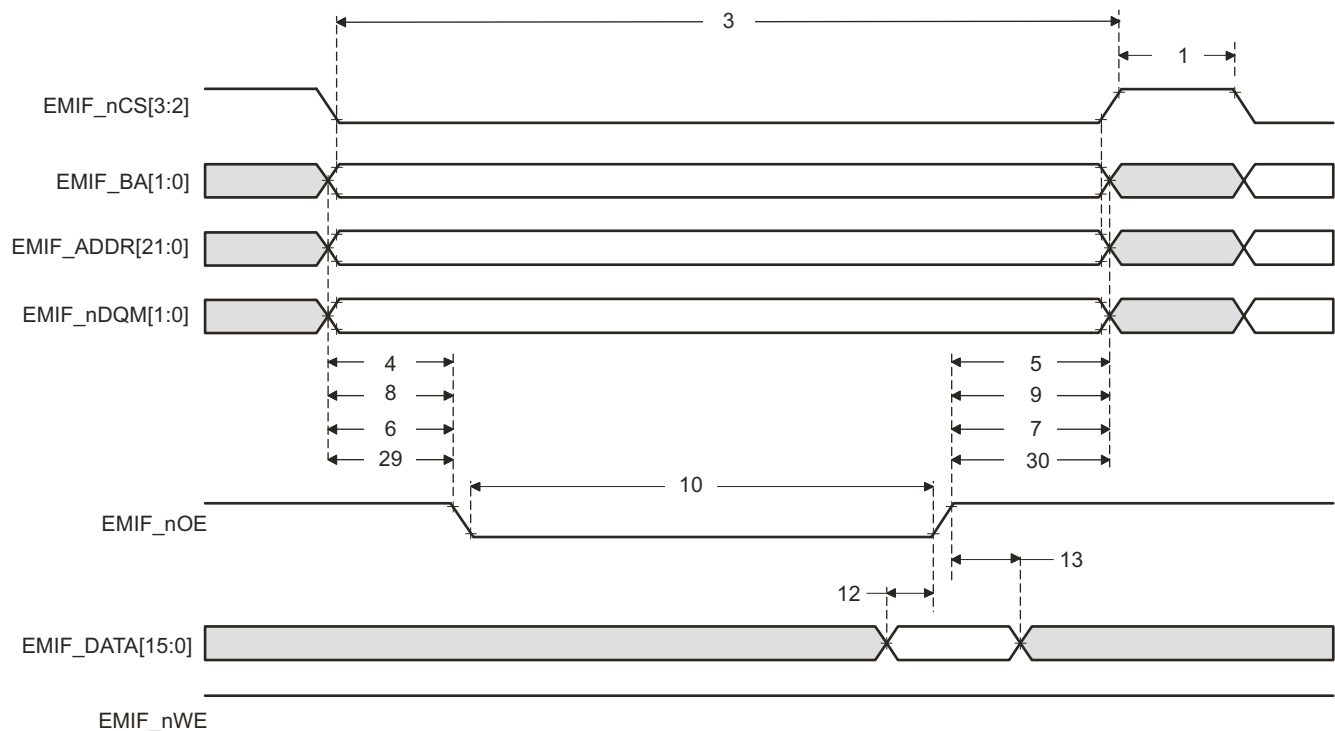 3
1
EMIF_nCS[3:2]
EMIF_BA[1:0]
EMIF_ADDR[21:0]
EMIF_nDQM[1:0]
4
5
8
9
6
7
29
30
10
EMIF_nOE
13
12
EMIF_DATA[15:0]
EMIF_nWE